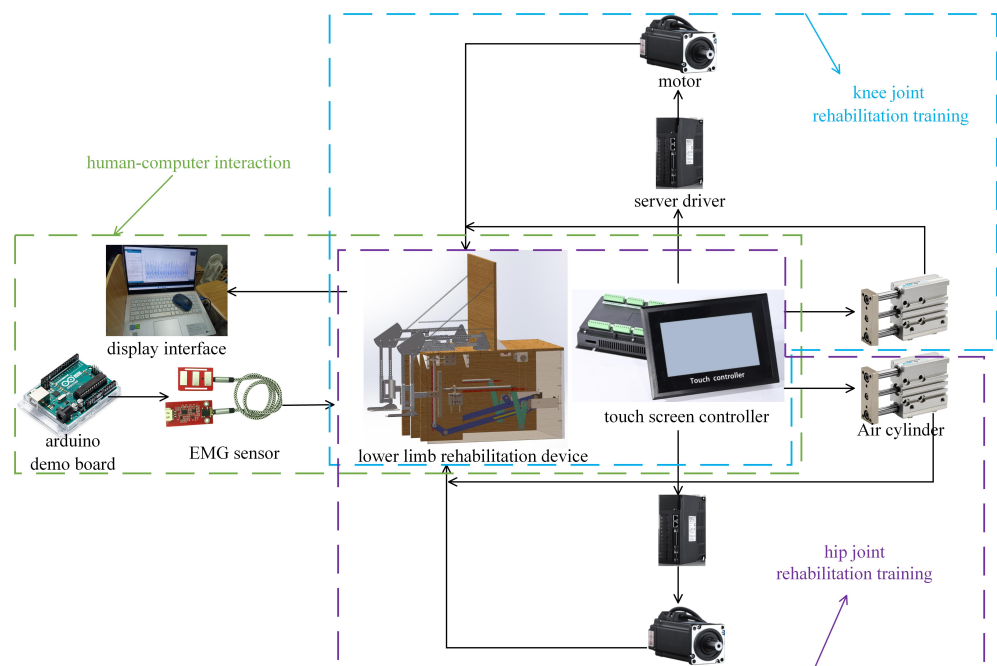 motor
knee joint
rehabilitation training
server driver
human-computer interaction
display interface
Touch controller
touch screen controller
arduino
demo board
EMG sensor
lower limb rehabilitation device
Air cylinder
hip joint
rehabilitation training